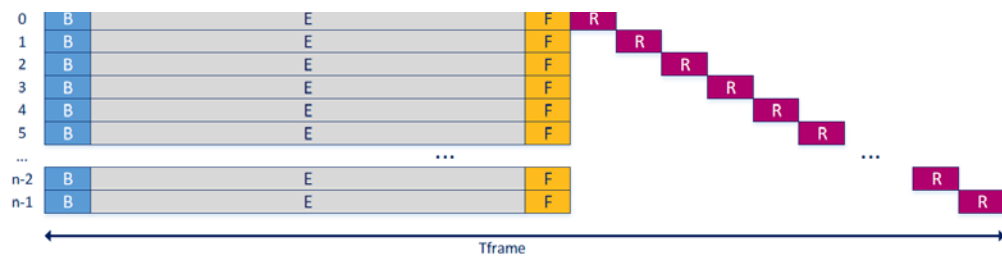 0 B E F R
1 B E F R
2 B E F R
3 B E F R
4 B E F R
5 B E F R
... ... ...
n-2 B E F R
n-1 B E F R
Tframe